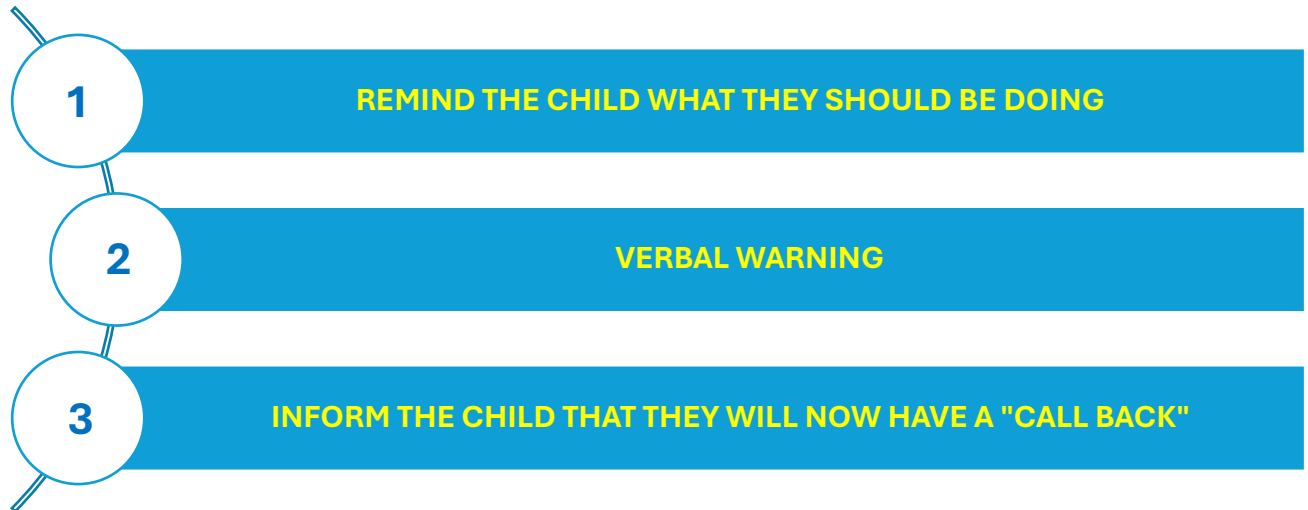 1
REMIND THE CHILD WHAT THEY SHOULD BE DOING
2
VERBAL WARNING
3
INFORM THE CHILD THAT THEY WILL NOW HAVE A "CALL BACK"